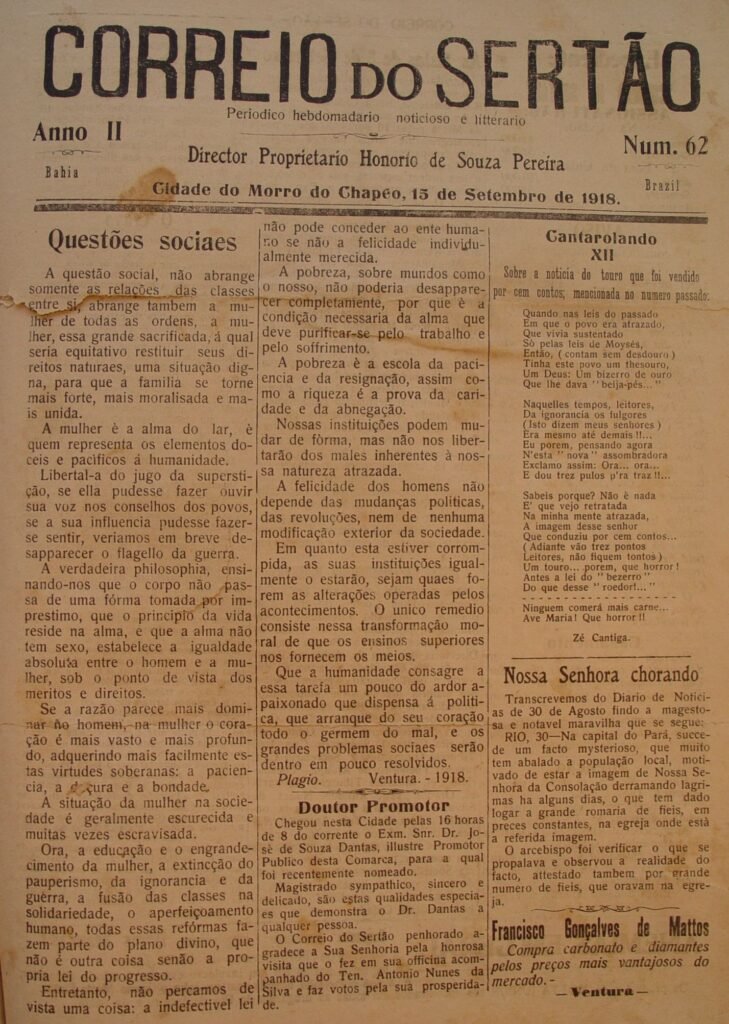 CORREIO DO SERTÃO
Periodico hebdomadario noticioso e litterario
Anno II
Num. 62
Bahia
Director Proprietario Honorio de Souza Pereira
Brazil
Cidade do Morro do Chapéo, 15 de Setembro de 1918.
Questões sociaes
A questão social, não abrange
somente as relações das classes
entre si, abrange tambem a mu-
lher de todas as ordens, a mu-
lher, essa grande sacrificada, á qual
seria equitativo restituir seus di-
reitos naturaes, uma situação dig-
na, para que a familia se torne
mais forte, mais moralisada e ma-
is unida.
A mulher é a alma do lar, é
quem representa os elementos do-
ceis e pacificos á humanidade.
Libertal-a do jugo da supersti-
ção, se ella pudesse fazer ouvir
sua voz nos conselhos dos povos,
se a sua influencia pudesse fazer-
se sentir, veriamos em breve de-
sapparecer o flagello da guerra.
A verdadeira philosophia, ensi-
nando-nos que o corpo não pas-
sa de uma fórma tomada por im-
prestimo, que o principio da vida
reside na alma, e que a alma não
tem sexo, estabelece a igualdade
absoluta entre o homem e a mu-
lher, sob o ponto de vista dos
meritos e direitos.
Se a razão parece mais domi-
nar no homem, na mulher o cora-
ção é mais vasto e mais profun-
do, adquerindo mais facilmente es-
tas virtudes soberanas: a pacien-
cia, a e a bondade.
A situação da mulher na socie-
dade é geralmente escurecida e
muitas vezes escravisada.
Ora, a educação e o engrande-
cimento da mulher, a extincção do
pauperismo, da ignorancia e da
guerra, a fusão das classes na
solidariedade, o aperfeiçoamento
humano, todas essas refórmas fa-
zem parte do plano divino, que
não é outra coisa senão a pro-
pria lei do progresso.
Entretanto, não percamos de
vista uma coisa: a indefectivel lei
não pode conceder ao ente huma-
no se não a felicidade individu-
almente merecida.
A pobreza, sobre mundos como
o nosso, não poderia desappare-
cer completamente, por que é a
condição necessaria da alma que
deve purificar-se pelo trabalho e
pelo soffrimento.
A pobreza é a escola da paci-
encia e da resignação, assim co-
mo a riqueza é a prova da cari-
dade e da abnegação.
Nossas instituições podem mu-
dar de fórma, mas não nos liber-
tarão dos males inherentes à nos-
sa natureza atrazada.
A felicidade dos homens não
depende das mudanças politicas,
das revoluções, nem de nenhuma
modificação exterior da sociedade.
Em quanto esta estiver corrom-
pida, as suas instituições igual-
mente o estarão, sejam quaes fo-
rem as alterações operadas pelos
acontecimentos. O unico remedio
consiste nessa transformação mo-
ral de que os ensinos superiores
nos fornecem os meios.
Que a humanidade consagre a
essa tarefa um pouco do ardor a-
paixonado que dispensa á politi-
ca, que arranque do seu coração
todo o germem do mal, e os
grandes problemas sociaes serão
dentro em pouco resolvidos.
Plagio. Ventura. - 1918.
Doutor Promotor
Chegou nesta Cidade pelas 16 horas
de 8 do corrente o Exm. Snr. Dr. Jo-
sè de Souza Dantas, illustre Promotor
Publico desta Comarca, para a qual
foi recentemente nomeado.
Magistrado sympathico, sincero e
delicado, são estas qualidades especia-
es que demonstra o Dr. Dantas a
qualquer pessoa.
O Correio do Sertão penhorado a-
gradece a Sua Senhoria pela honrosa
visita que o fez em sua officina acom-
panhado do Ten. Antonio Nunes da
Silva e faz votos pela sua prosperida-
de.
Cantarolando
XII
Sobre a noticia do touro que foi vendido
por cem contos; mencionada no numero passado:
Quando nas leis do passado
Em que o povo era atrazado,
Que vivia sustentado
Só pelas leis de Moysés,
Então, ( contam sem desdouro )
Tinha este povo um thesouro,
Um Deus: Um bizerro de ouro
Que lhe dava " beija-pés..."
Naquelles tempos, leitores,
Da ignorancia os fulgores
( Isto dizem meus senhores )
Era mesmo até demais !!...
Eu porem, pensando agora
N'esta " nova " assombradora
Exclamo assim: Ora... ora...
E dou trez pulos p'ra traz !!...
Sabeis porque? Não è nada
E' que vejo retratada
Na minha mente atrazada,
A imagem desse senhor
Que conduziu por cem contos...
( Adiante vão trez pontos
Leitores, não fiquem tontos )
Um touro... porem, que horror !
Antes a lei do " bezerro "
Do que desse " roedor!... "
Ninguem comerá mais carne...
Ave Maria! Que horror !!
Zé Cantiga.
Nossa Senhora chorando
Transcrevemos do Diario de Notici-
as de 30 de Agosto findo a magesto-
sa e notavel maravilha que se segue:
RIO, 30—Na capital do Pará, succe-
de um facto mysterioso, que muito
tem abalado a população local, moti-
vado de estar a imagem de Nossa Se-
nhora da Consolação derramando lagri-
mas ha alguns dias, o que tem dado
logar a grande romaria de fieis, em
preces constantes, na egreja onde está
a referida imagem.
O arcebispo foi verificar o que se
propalava e observou a realidade do
facto, attestado tambem por grande
numero de fieis, que oravam na egre-
ja.
Francisco Gonçalves de Mattos
Compra carbonato e diamantes
pelos preços mais vantajosos do
mercado. -
– Ventura –